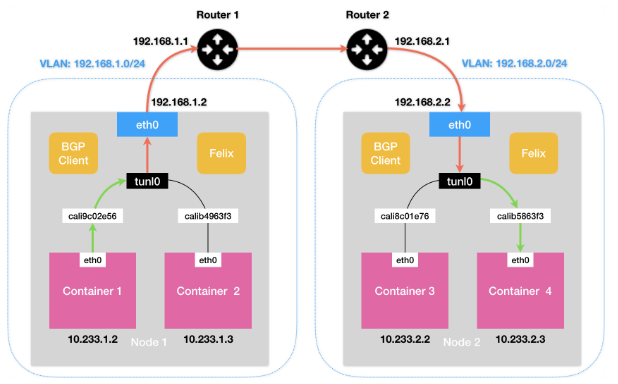 Router 1
Router 2
192.168.1.1
192.168.2.1
VLAN: 192.168.1.0/24
VLAN: 192.168.2.0/24
192.168.1.2
192.168.2.2
eth0
eth0
BGP
Client
Felix
BGP
Client
Felix
tunl0
tunl0
cali9c02e56
calib4963f3
cali8c01e76
calib5863f3
eth0
eth0
eth0
eth0
Container 1
Container 2
Container 3
Container 4
10.233.1.2
Node 1
10.233.1.3
10.233.2.2
Node 2
10.233.2.3